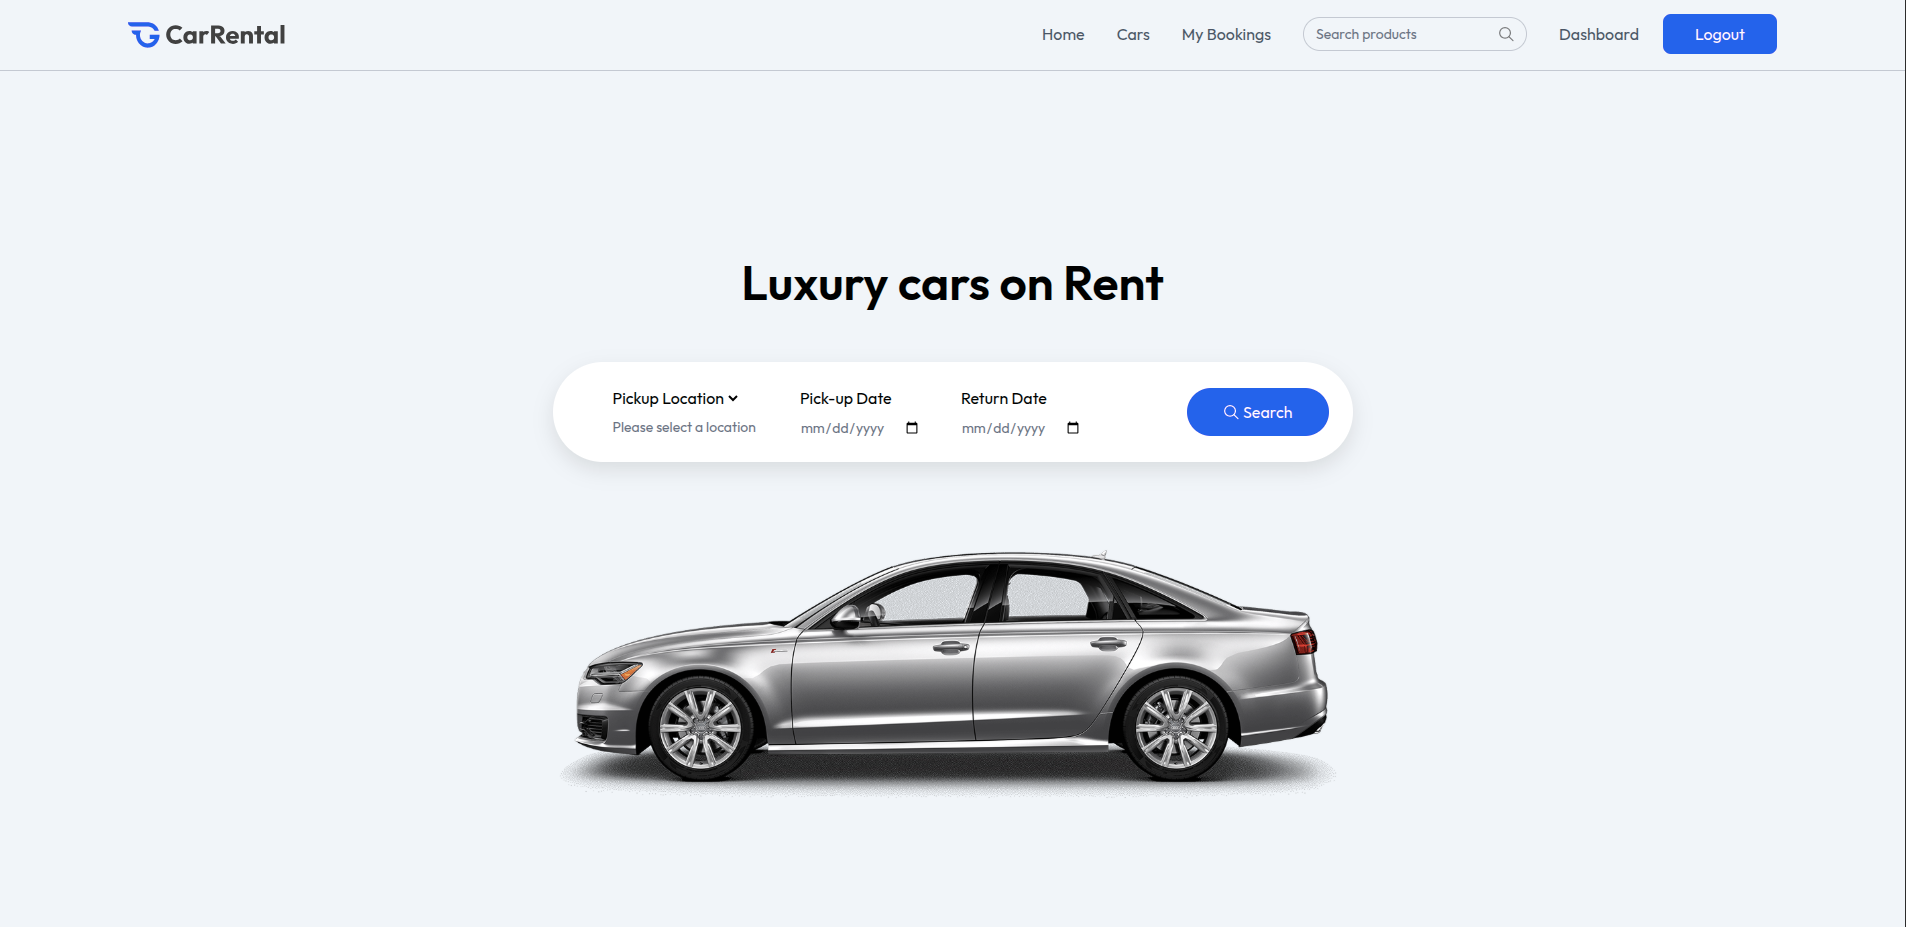 CarRental
Home
Cars
My Bookings
Search products
Dashboard
Logout
Luxury cars on Rent
Pickup Location
Please select a location
Pick-up Date
mm/dd/yyyy
Return Date
mm/dd/yyyy
Search